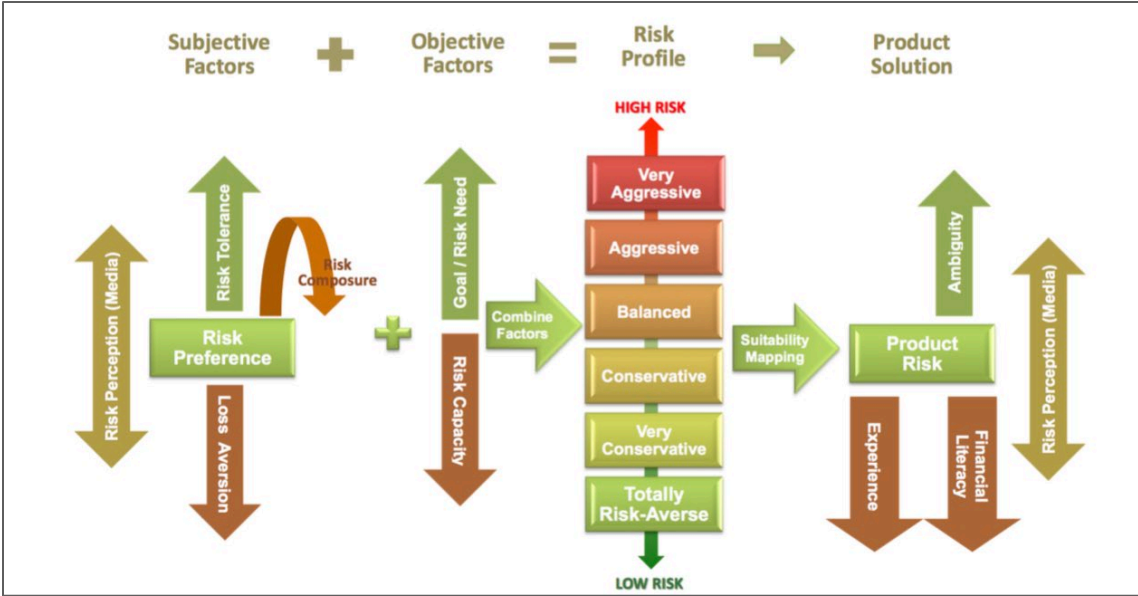 Subjective
Factors
+
Objective
Factors
=
Risk
Profile
Product
Solution
HIGH RISK
Risk Perception (Media)
Risk Tolerance
Risk
Composure
Risk
Preference
Loss Aversion
+
Goal / Risk Need
Risk Capacity
Combine
Factors
Very
Aggressive
Aggressive
Balanced
Conservative
Very
Conservative
Totally
Risk-Averse
LOW RISK
Suitability
Mapping
Ambiguity
Product
Risk
Experience
Financial
Literacy
Risk Perception (Media)